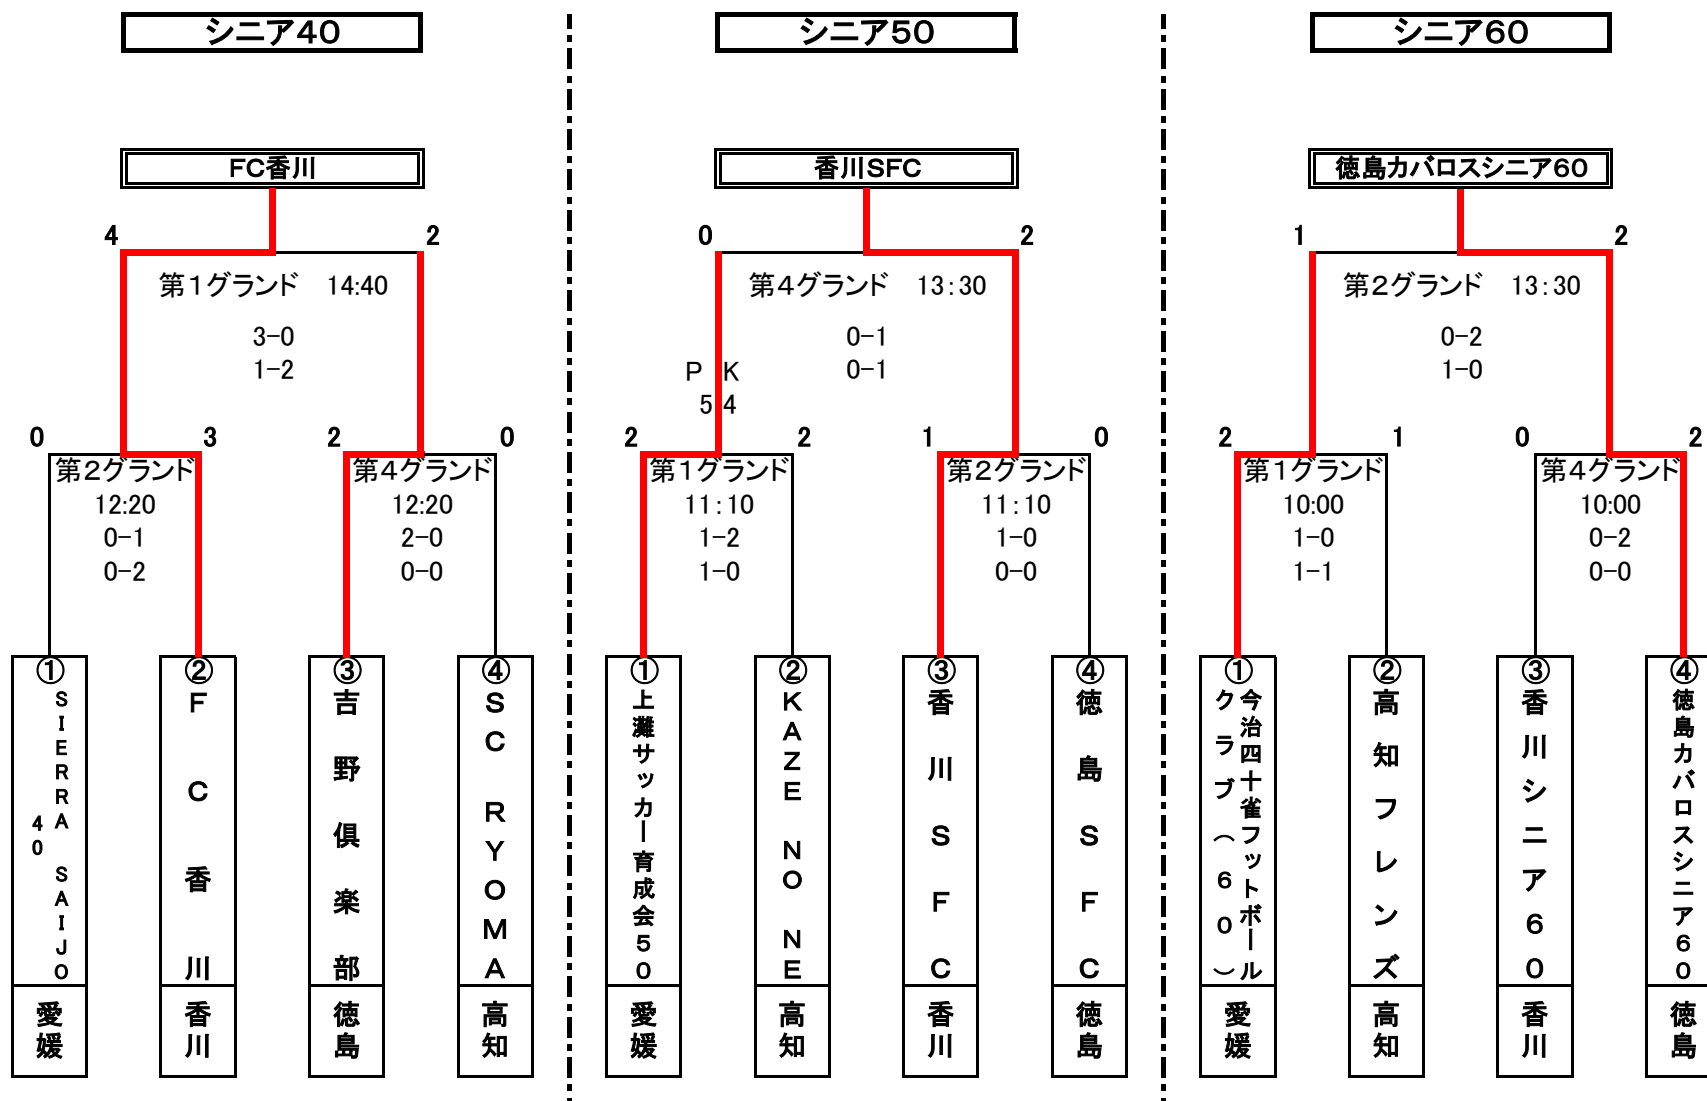 シニア40
シニア50
シニア60
FC香川
香川SFC
徳島カバロスシニア60
4
2
0
2
1
2
第1グランド 14:40
第4グランド 13:30
第2グランド 13:30
3-0
0-1
0-2
1-2
P K
0-1
1-0
5 4
0
3
2
0
2
2
1
0
2
1
0
2
第2グランド
第4グランド
第1グランド
第2グランド
第1グランド
第4グランド
12:20
12:20
11:10
11:10
10:00
10:00
0-1
2-0
1-2
1-0
1-0
0-2
0-2
0-0
1-0
0-0
1-1
0-0
①
SIERRA SAIJO
40
愛媛
②
FC香川
香川
③
吉野倶楽部
徳島
④
SC RYOMA
高知
①
上灘サッカー育成会50
愛媛
②
KAZE NO NE
高知
③
香川SFC
香川
④
徳島SFC
徳島
①
今治四十雀フットボール
クラブ(60)
愛媛
②
高知フレンズ
高知
③
香川シニア60
香川
④
徳島カバロスシニア60
徳島